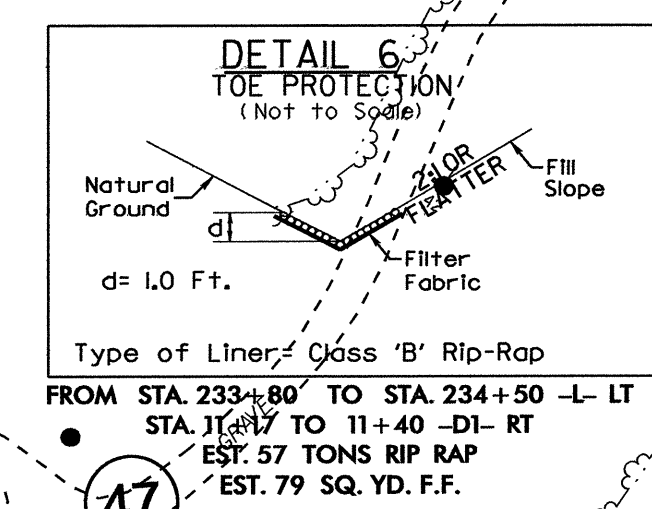 DETAIL 6
TOE PROTECTION
(Not to Scale)
Natural
Ground
d
2:1 OR
FLATTER
Fill
Slope
Filter
Fabric
d= 1.0 Ft.
Type of Liner= Class 'B' Rip-Rap
FROM STA. 233+80 TO STA. 234+50 -L- LT
STA. 11+17 TO 11+40 -D1- RT
GRAVEL
EST. 57 TONS RIP RAP
EST. 79 SQ. YD. F.F.
47